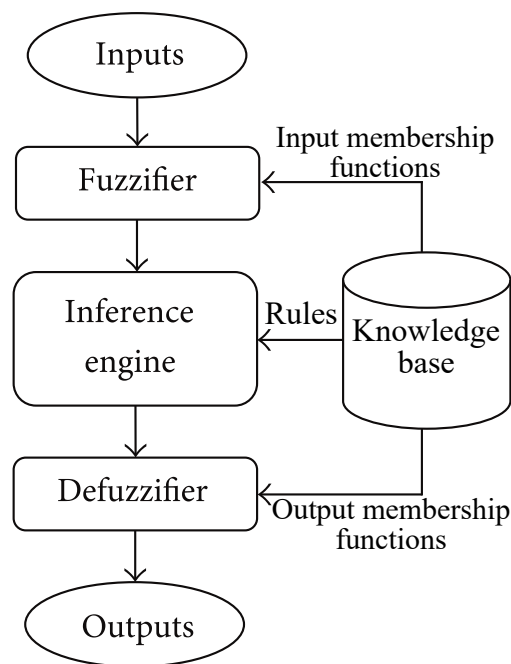 Inputs
Input membership
functions
Fuzzifier
Inference
engine
Rules
Knowledge
base
Defuzzifier
Output membership
functions
Outputs